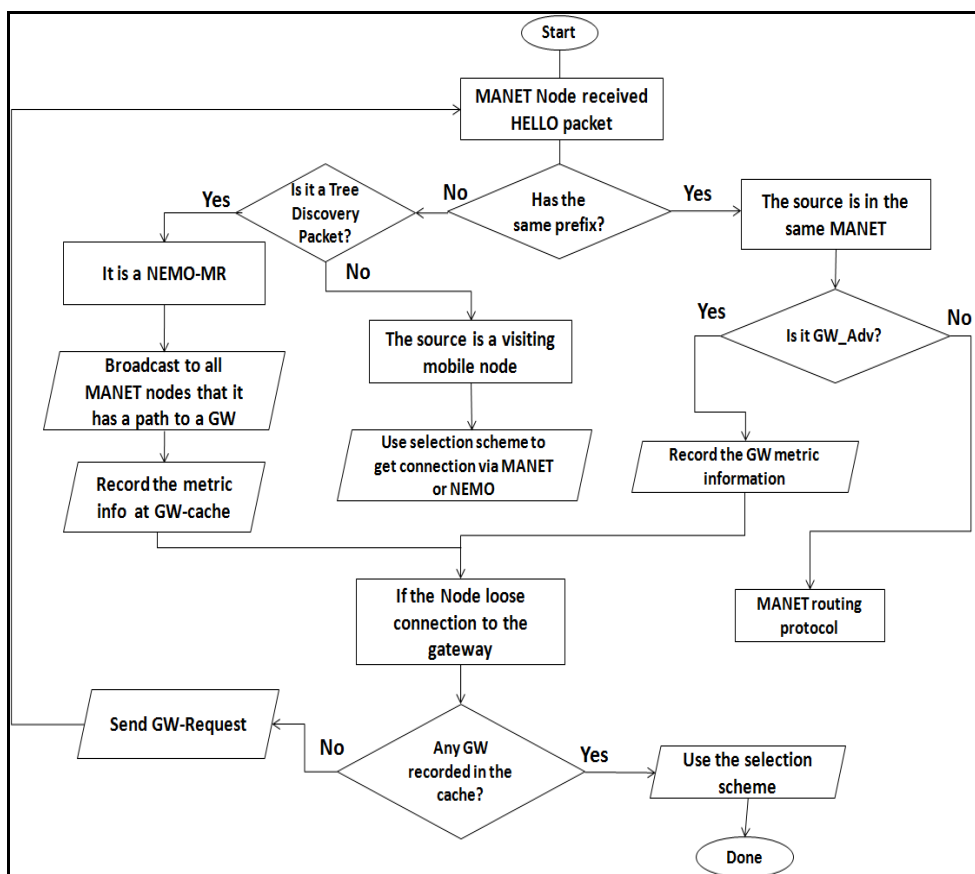 Start
MANET Node received
HELLO packet
Yes
Is it a Tree
Discovery
Packet?
No
Has the
same prefix?
Yes
The source is in the
same MANET
It is a NEMO-MR
No
The source is a visiting
mobile node
Yes
Is it GW_Adv?
No
Broadcast to all
MANET nodes that it
has a path to a GW
Use selection scheme to
get connection via MANET
or NEMO
Record the GW metric
information
Record the metric
info at GW-cache
If the Node loose
connection to the
gateway
MANET routing
protocol
Send GW-Request
No
Any GW
recorded in the
cache?
Yes
Use the selection
scheme
Done